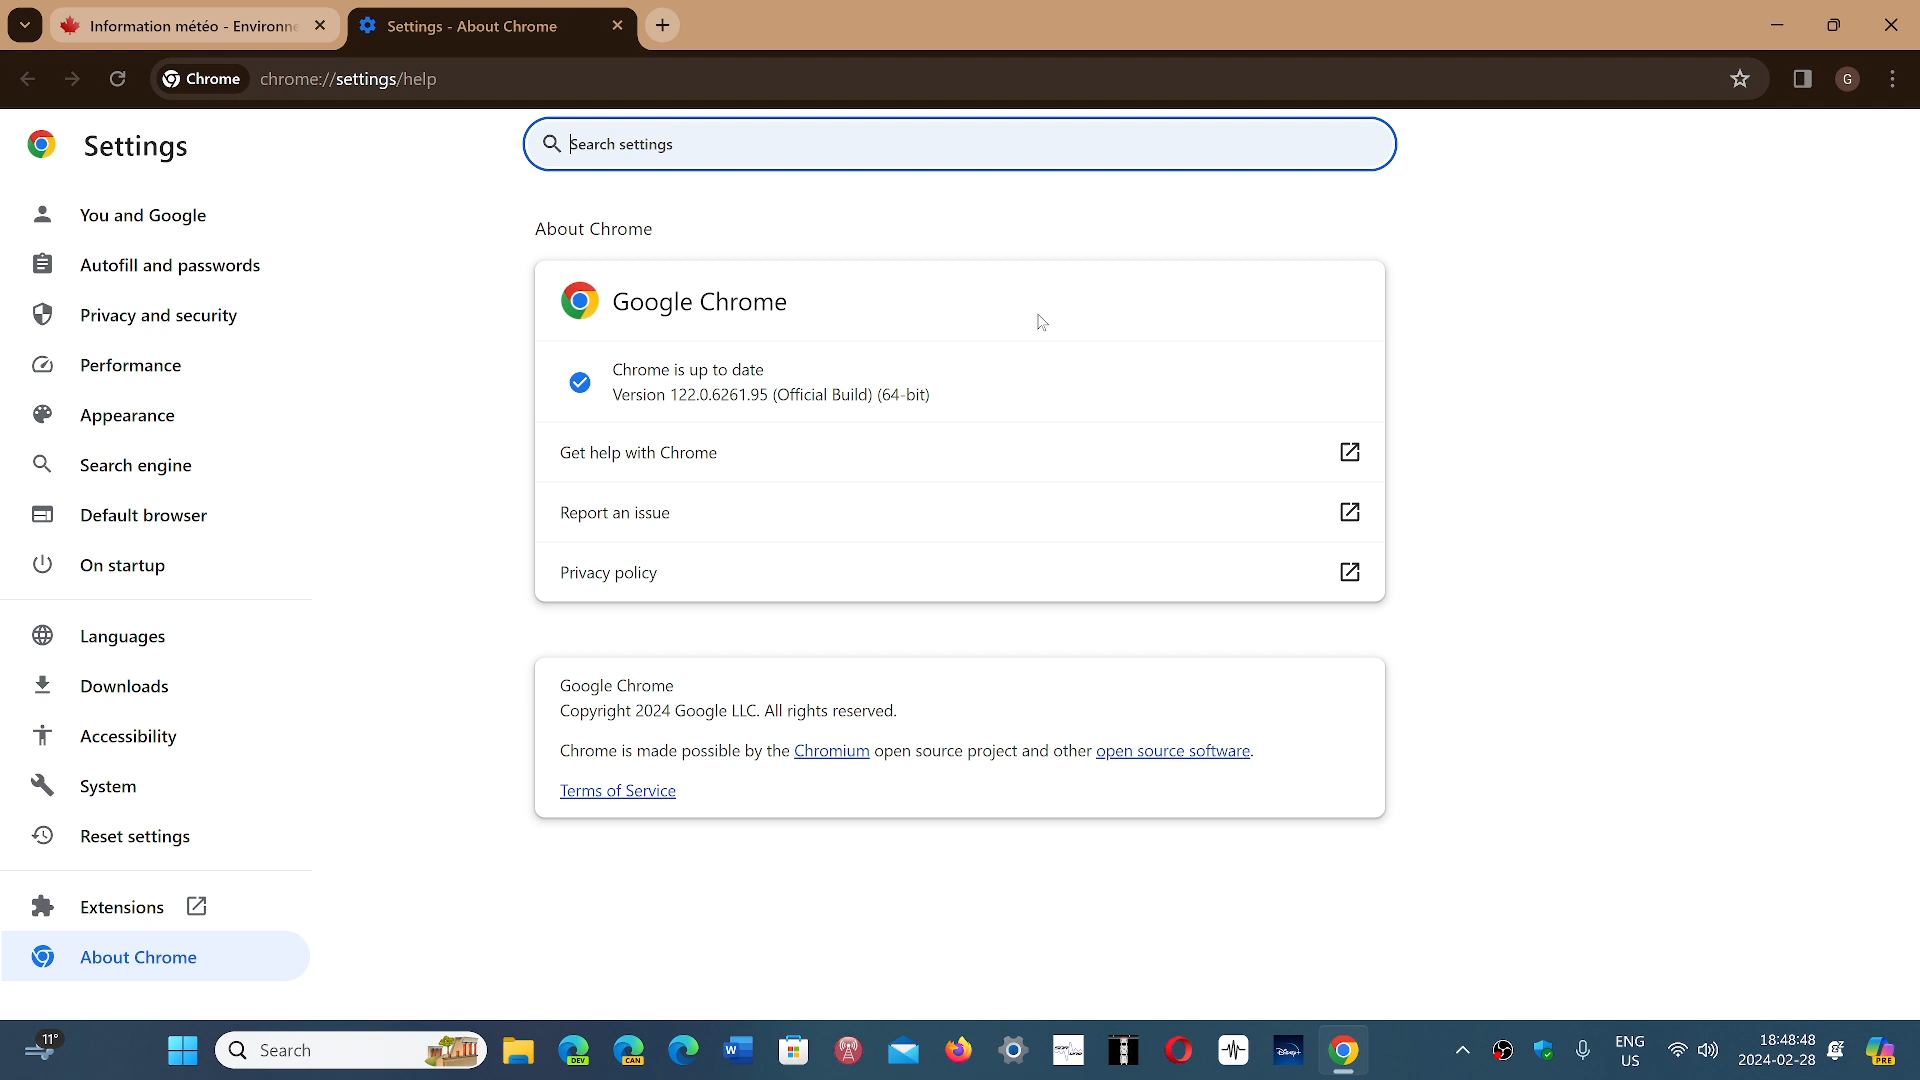 Information météo - Environne
Settings - About Chrome
Chrome
chrome://settings/help
G
Settings
Search settings
You and Google
Autofill and passwords
Privacy and security
Performance
Appearance
Search engine
Default browser
On startup
Languages
Downloads
Accessibility
System
Reset settings
Extensions
About Chrome
About Chrome
Google Chrome
Chrome is up to date
Version 122.0.6261.95 (Official Build) (64-bit)
Get help with Chrome
Report an issue
Privacy policy
Google Chrome
Copyright 2024 Google LLC. All rights reserved.
Chrome is made possible by the Chromium open source project and other open source software.
Terms of Service
11°
Search
DEV
CAN
W
Disney+
ENG
US
18:48:48
2024-02-28
PRE